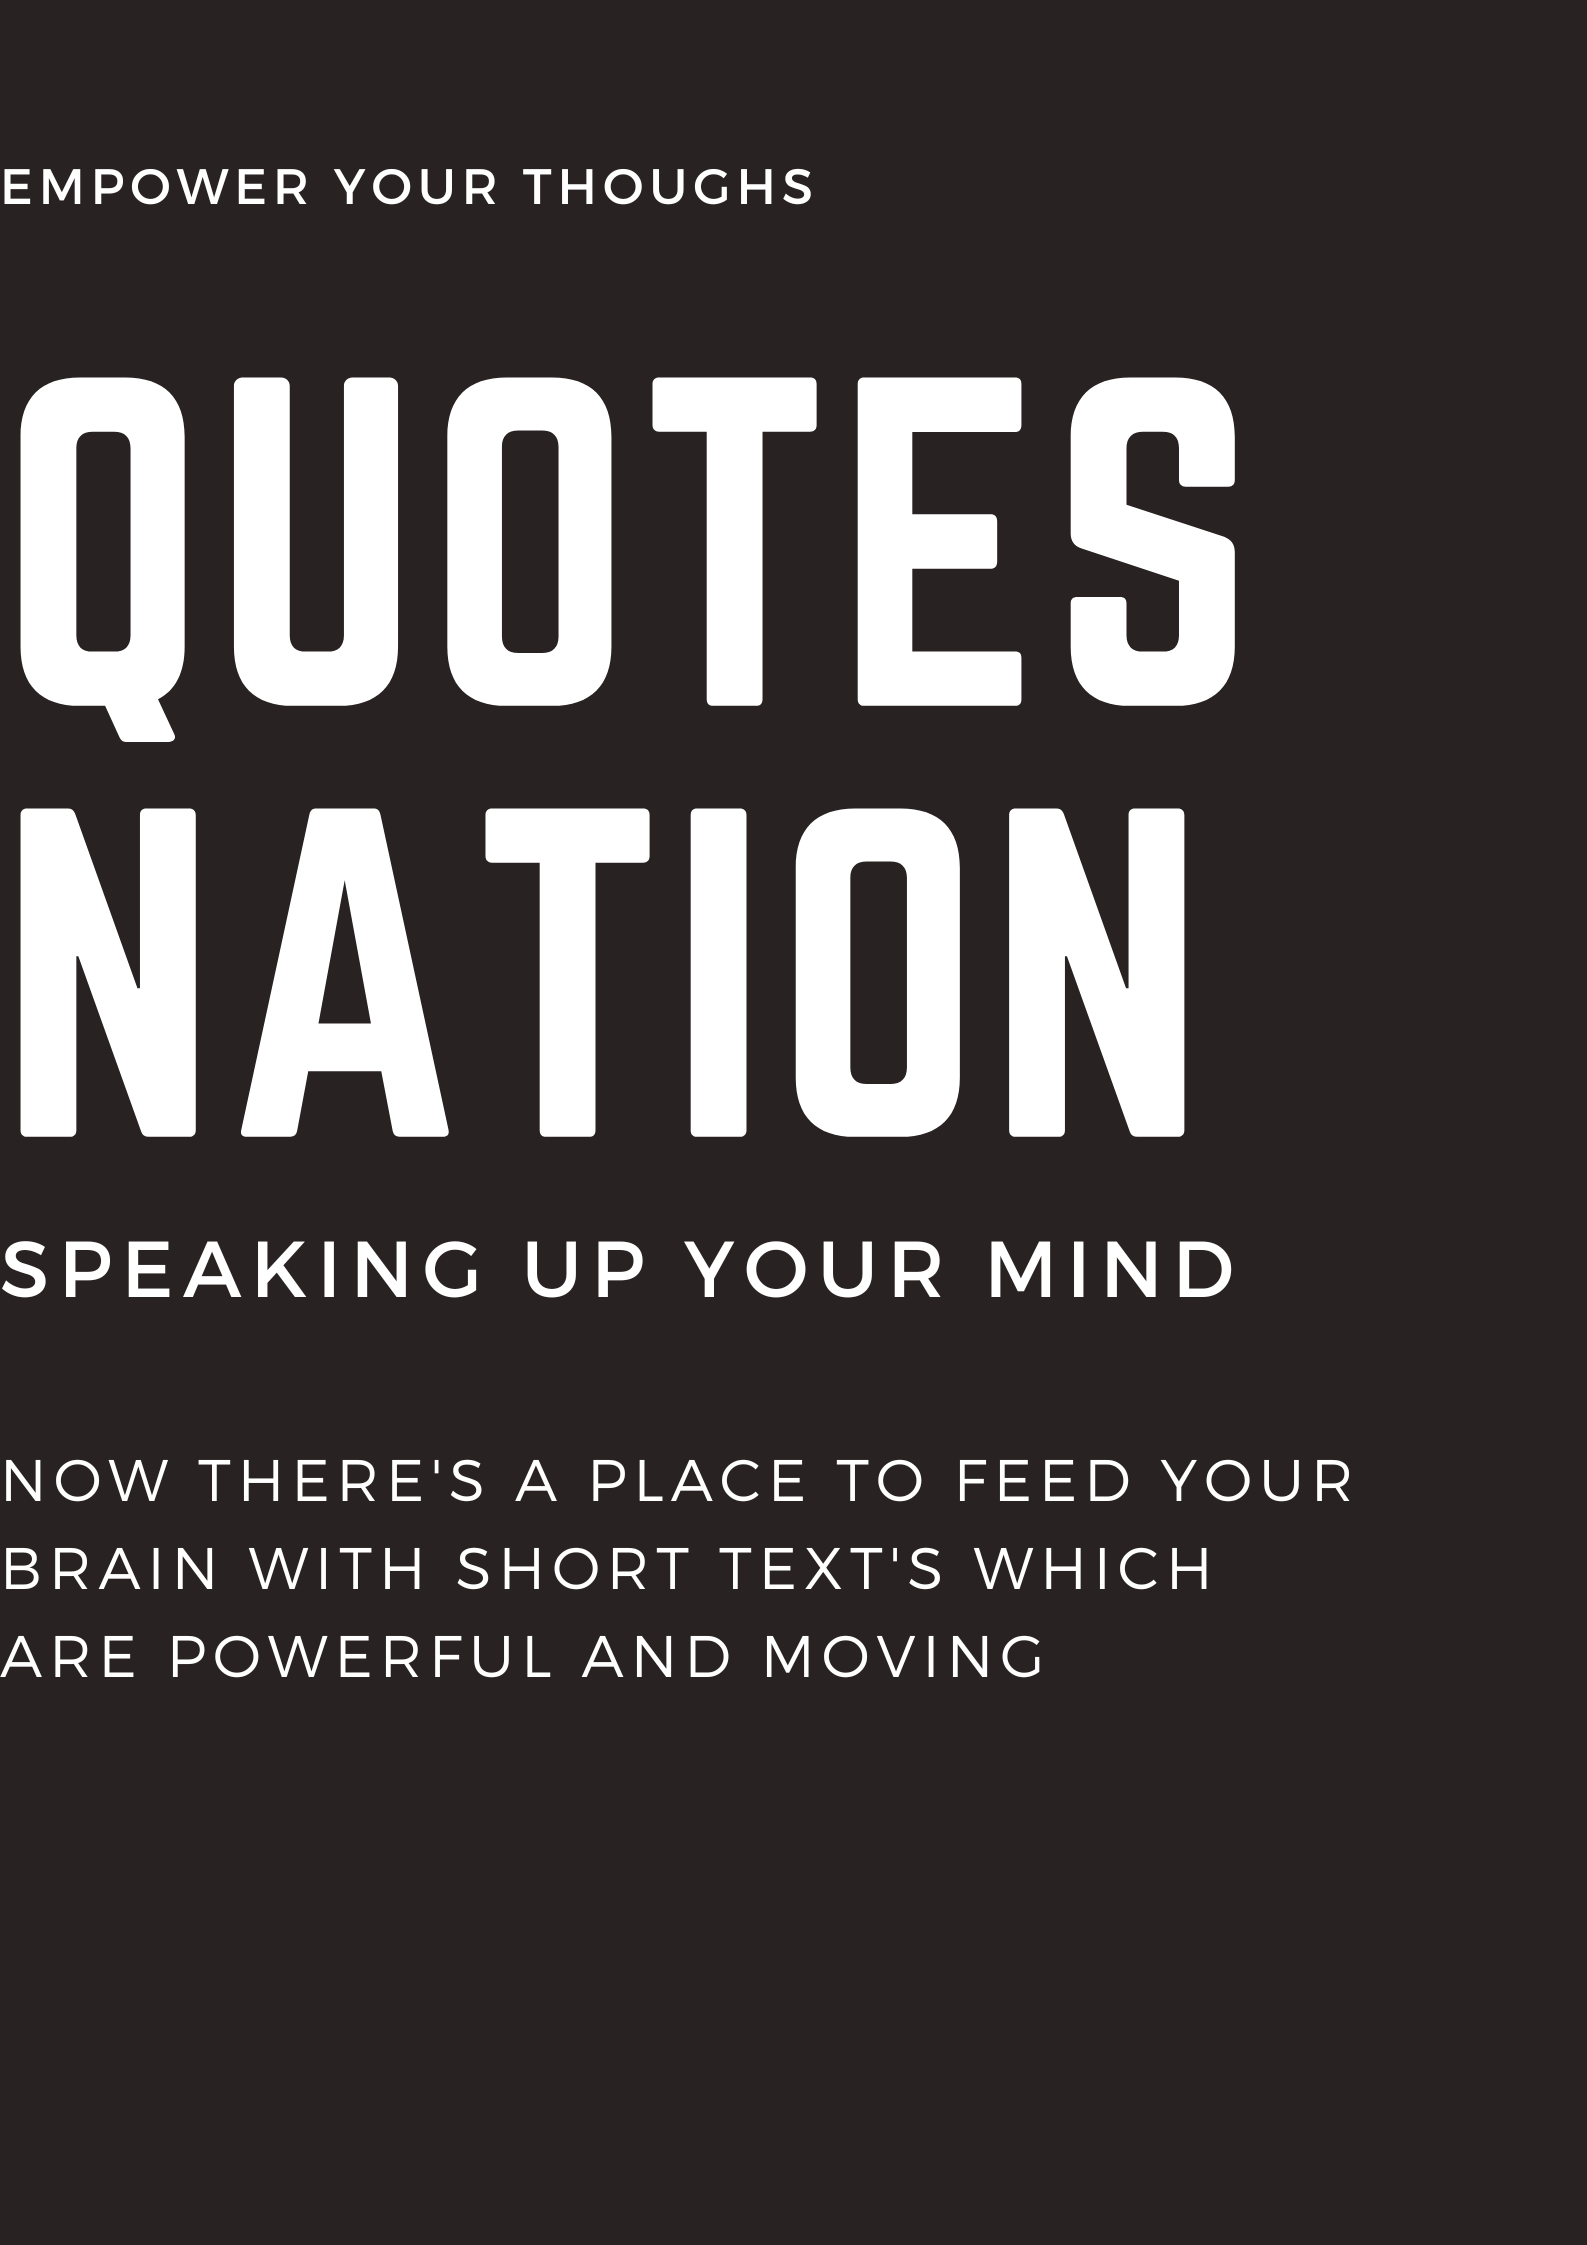 EMPOWER YOUR THOUGHS
QUOTES
NATION
SPEAKING UP YOUR MIND
NOW THERE'S A PLACE TO FEED YOUR
BRAIN WITH SHORT TEXT'S WHICH
ARE POWERFUL AND MOVING